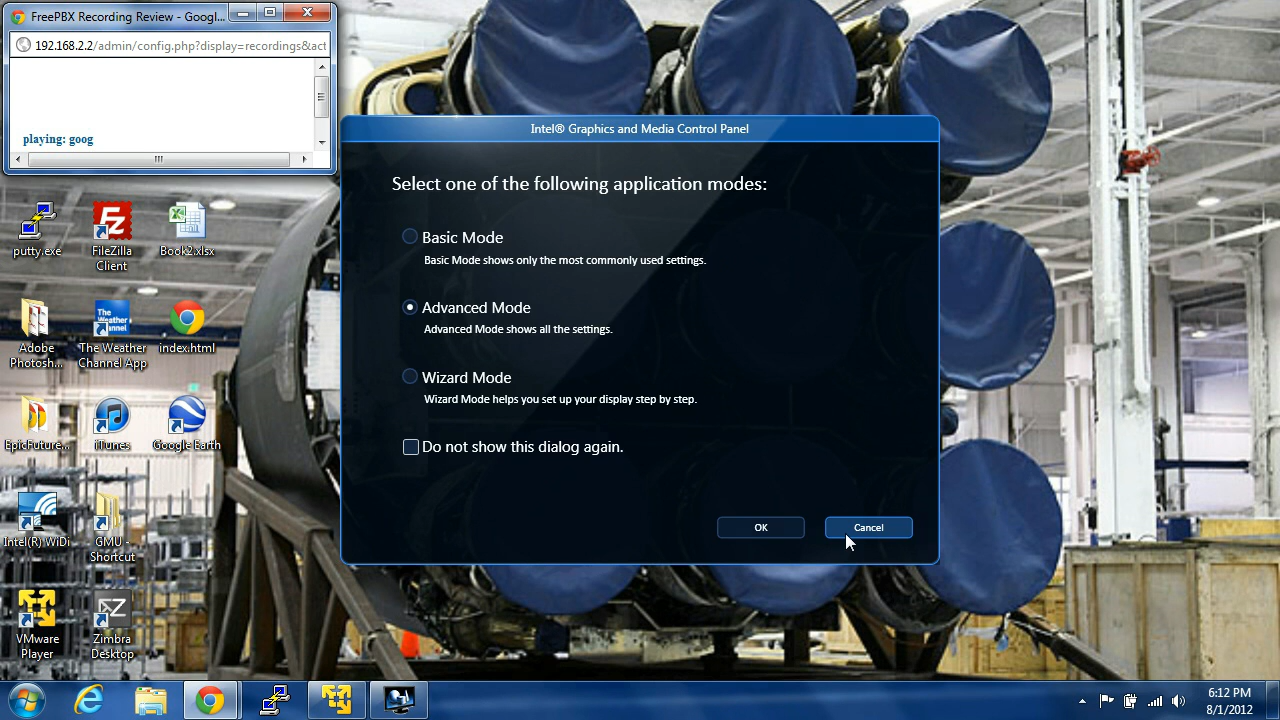 FreePBX Recording Review - Googl...
192.168.2.2/admin/config.php?display=recordings&act
playing: goog
Intel® Graphics and Media Control Panel
Select one of the following application modes:
Basic Mode
Basic Mode shows only the most commonly used settings.
Advanced Mode
Advanced Mode shows all the settings.
Wizard Mode
Wizard Mode helps you set up your display step by step.
Do not show this dialog again.
OK
Cancel
putty.exe
FileZilla
Client
Book2.xlsx
Adobe
Photosh...
The
Weather
Channel
The Weather
Channel App
index.html
EpicFuture...
iTunes
Google Earth
Intel(R) WiDi
GMU -
Shortcut
VMware
Player
Zimbra
Desktop
6:12 PM
8/1/2012